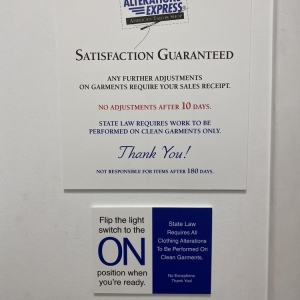 ALTERATIONS
EXPRESS®
AMERICA'S TAILOR SHOP
SATISFACTION GUARANTEED
ANY FURTHER ADJUSTMENTS
ON GARMENTS REQUIRE YOUR SALES RECEIPT.
NO ADJUSTMENTS AFTER 10 DAYS.
STATE LAW REQUIRES WORK TO BE
PERFORMED ON CLEAN GARMENTS ONLY.
Thank You!
NOT RESPONSIBLE FOR ITEMS AFTER 180 DAYS.
Flip the light
switch to the
ON
position when
you're ready.
State Law
Requires All
Clothing Alterations
To Be Performed On
Clean Garments.
No Exceptions
Thank You!